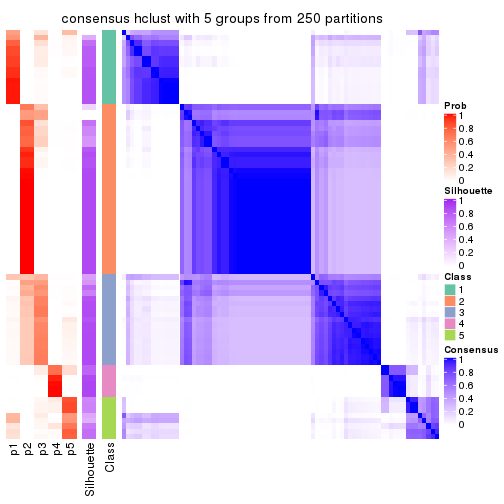 consensus hclust with 5 groups from 250 partitions
Prob
1
0.8
0.6
0.4
0.2
0
Silhouette
1
0.8
0.6
0.4
0.2
0
Class
1
2
3
4
5
Consensus
1
0.8
0.6
0.4
0.2
0
p1
p2
p3
p4
p5
Silhouette
Class